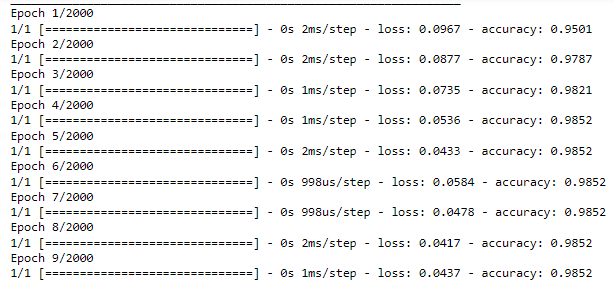 Epoch 1/2000
1/1 [==============================] - 0s 2ms/step - loss: 0.0967 - accuracy: 0.9501
Epoch 2/2000
1/1 [==============================] - 0s 2ms/step - loss: 0.0877 - accuracy: 0.9787
Epoch 3/2000
1/1 [==============================] - 0s 1ms/step - loss: 0.0735 - accuracy: 0.9821
Epoch 4/2000
1/1 [==============================] - 0s 1ms/step - loss: 0.0536 - accuracy: 0.9852
Epoch 5/2000
1/1 [==============================] - 0s 2ms/step - loss: 0.0433 - accuracy: 0.9852
Epoch 6/2000
1/1 [==============================] - 0s 998us/step - loss: 0.0584 - accuracy: 0.9852
Epoch 7/2000
1/1 [==============================] - 0s 998us/step - loss: 0.0478 - accuracy: 0.9852
Epoch 8/2000
1/1 [==============================] - 0s 2ms/step - loss: 0.0417 - accuracy: 0.9852
Epoch 9/2000
1/1 [==============================] - 0s 1ms/step - loss: 0.0437 - accuracy: 0.9852